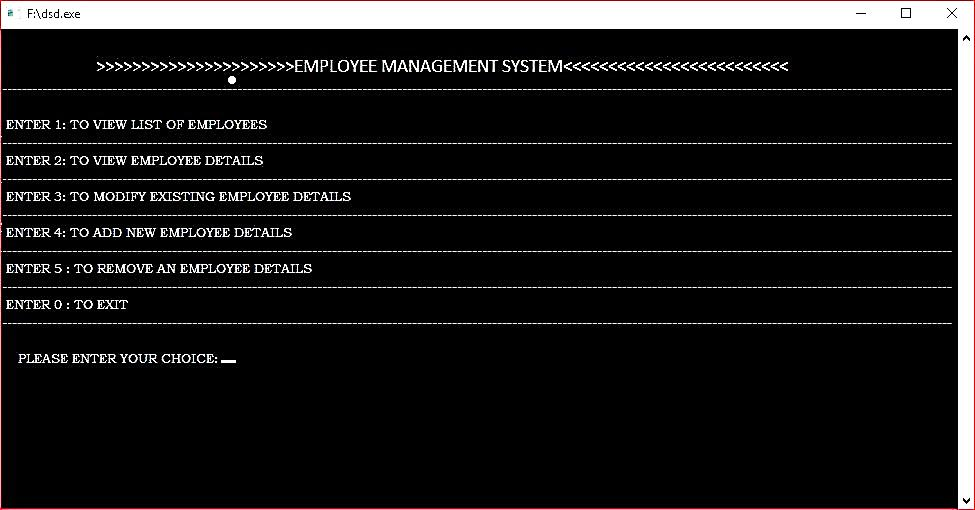 F:\dsd.exe
>>>>>>>>>>>>>>>>>>>>>>EMPLOYEE MANAGEMENT SYSTEM<<<<<<<<<<<<<<<<<<<<<<<<<
ENTER 1: TO VIEW LIST OF EMPLOYEES
ENTER 2: TO VIEW EMPLOYEE DETAILS
ENTER 3: TO MODIFY EXISTING EMPLOYEE DETAILS
ENTER 4: TO ADD NEW EMPLOYEE DETAILS
ENTER 5 : TO REMOVE AN EMPLOYEE DETAILS
ENTER 0 : TO EXIT
PLEASE ENTER YOUR CHOICE: